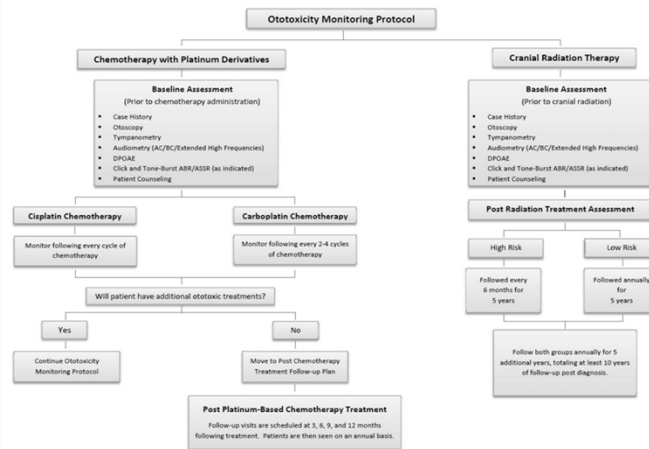 Ototoxicity Monitoring Protocol
Chemotherapy with Platinum Derivatives
Baseline Assessment
(Prior to chemotherapy administration)
Case History
Otoscopy
Tympanometry
Audiometry (AC/BC/Extended High Frequencies)
DPOAE
Click and Tone-Burst ABR/ASSR (as indicated)
Patient Counseling
Cisplatin Chemotherapy
Carboplatin Chemotherapy
Monitor following every cycle of
chemotherapy
Monitor following every 2-4 cycles
of chemotherapy
Will patient have additional ototoxic treatments?
Yes
No
Continue Ototoxicity
Monitoring Protocol
Move to Post Chemotherapy
Treatment Follow-up Plan
Post Platinum-Based Chemotherapy Treatment
Follow-up visits are scheduled at 3, 6, 9, and 12 months
following treatment. Patients are then seen on an annual basis.
Cranial Radiation Therapy
Baseline Assessment
(Prior to cranial radiation)
Case History
Otoscopy
Tympanometry
Audiometry (AC/BC/Extended High Frequencies)
DPOAE
Click and Tone-Burst ABR/ASSR (as indicated)
Patient Counseling
Post Radiation Treatment Assessment
High Risk
Low Risk
Followed every
6 months for
5 years
Followed annually
for
5 years
Follow both groups annually for 5
additional years, totaling at least 10 years
of follow-up post diagnosis.